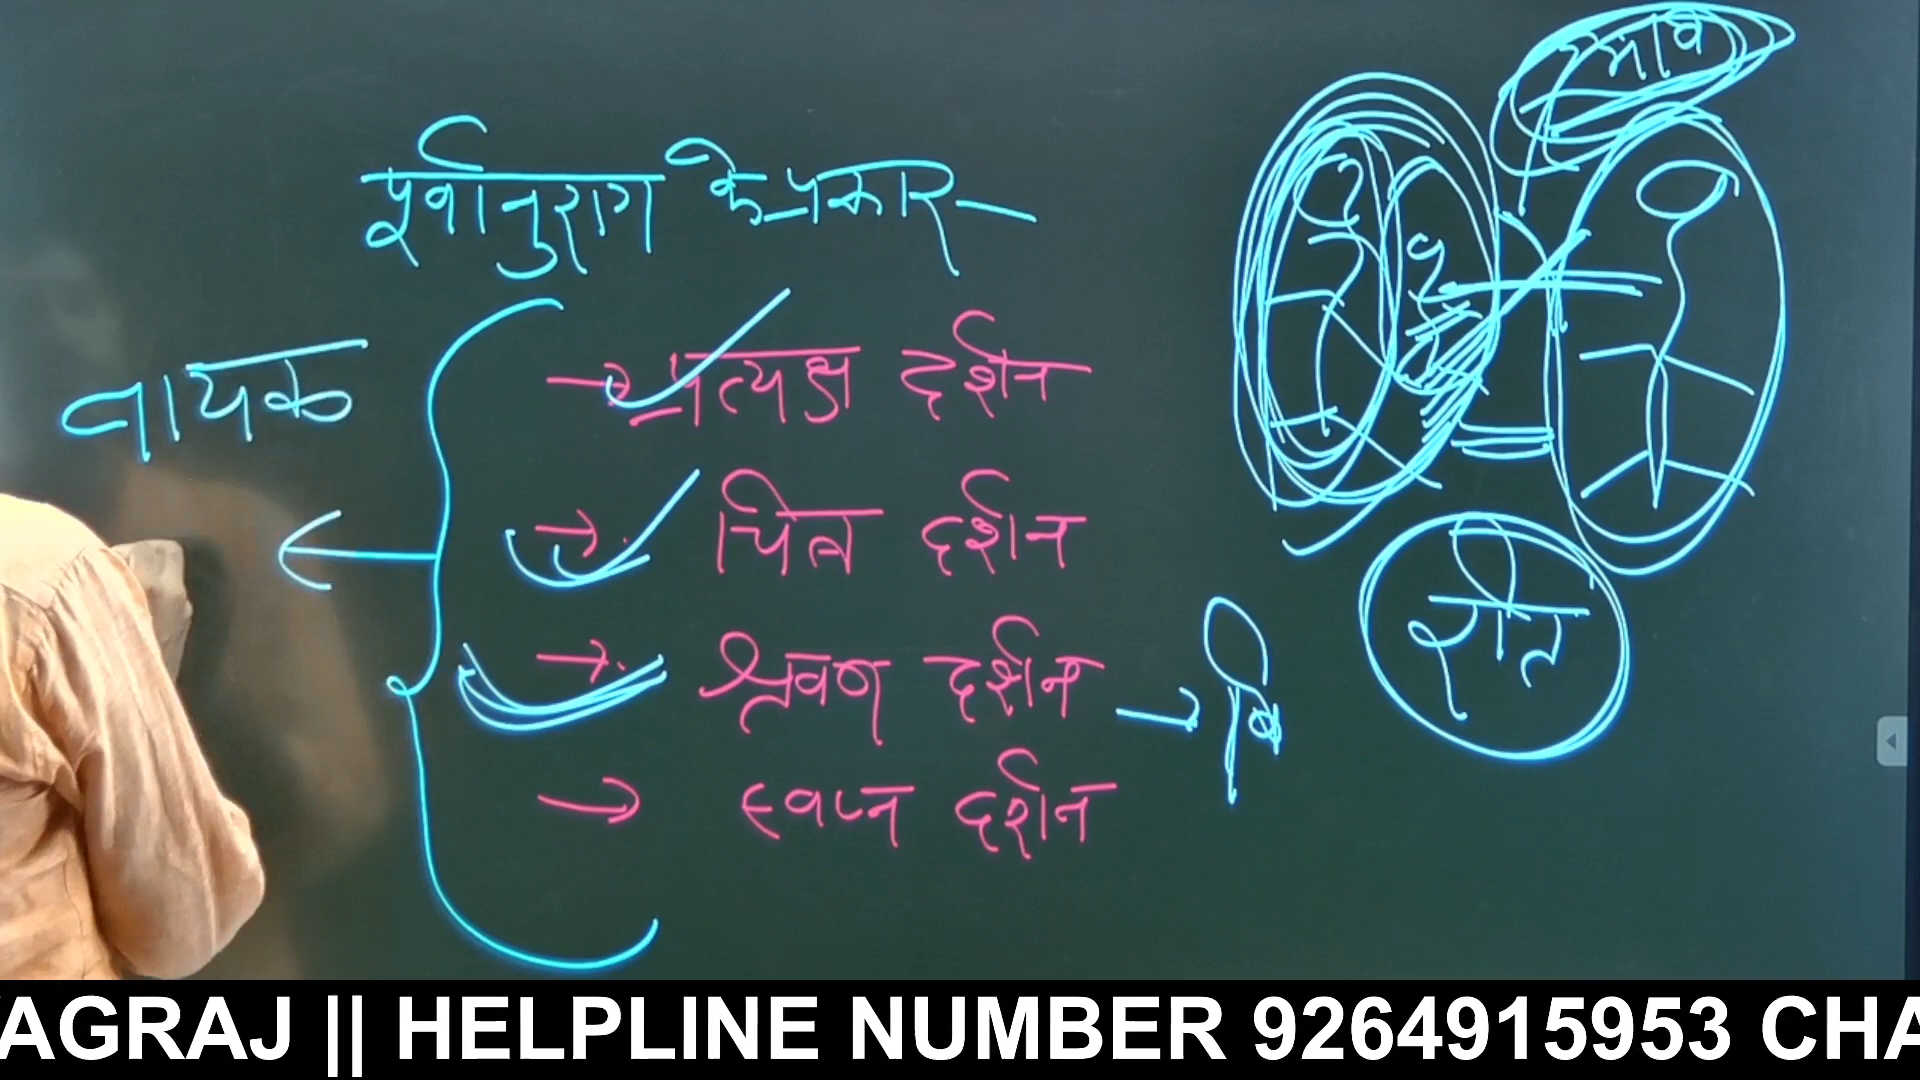 पूर्वानुराग के प्रकार –
नायक
→ प्रत्यक्ष दर्शन
→ चित्र दर्शन
→ श्रवण दर्शन →
→ स्वप्न दर्शन
भाव
रति
AGRAJ || HELPLINE NUMBER 9264915953 CHA